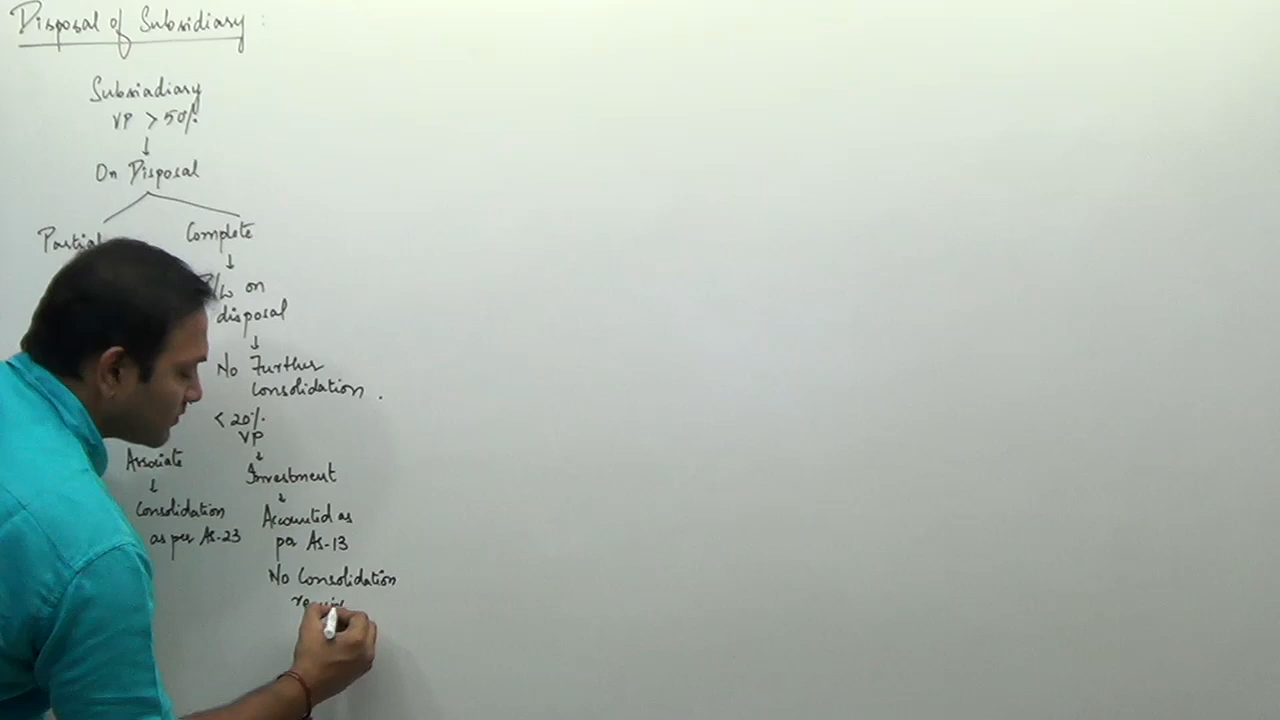 Disposal of Subsidiary :
Subsiadiary
VP > 50%
↓
On Disposal
Partial
Complete
↓
on
disposal
↓
No Further
Consolidation .
< 20%
VP
↓
Associate
↓
Consolidation
as per AS-23
Investment
↓
Accounted as
per AS-13
No Consolidation